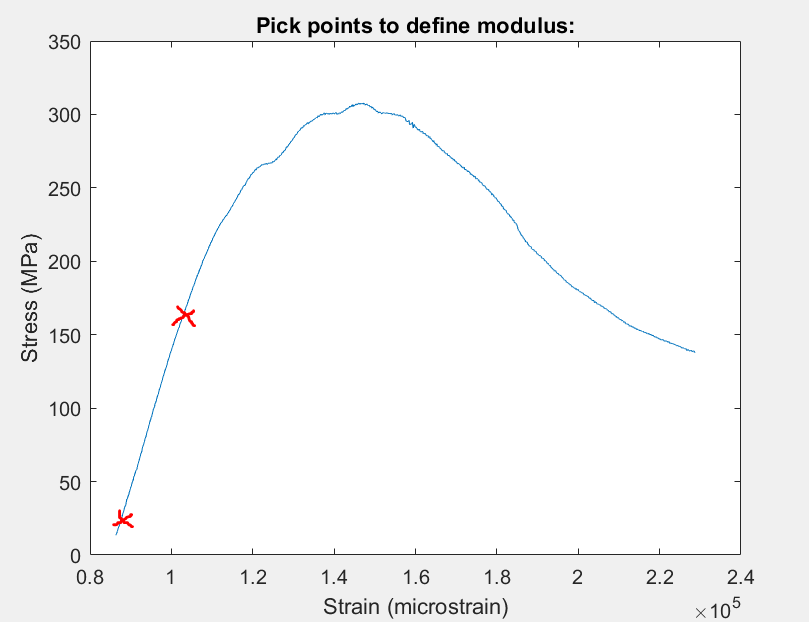 Pick points to define modulus:
350
300
250
200
150
100
50
0
Stress (MPa)
0.8 1 1.2 1.4 1.6 1.8 2 2.2 2.4
Strain (microstrain)
×10^5